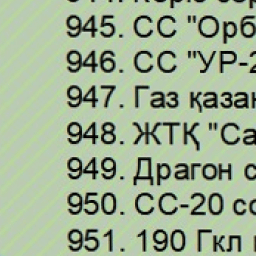 945. СС "Орб
946. СС "УР-2
947. Газ қазан
948. ЖТҚ "Са
949. Драгон с
950. СС-20 со
951. 190 Гкл